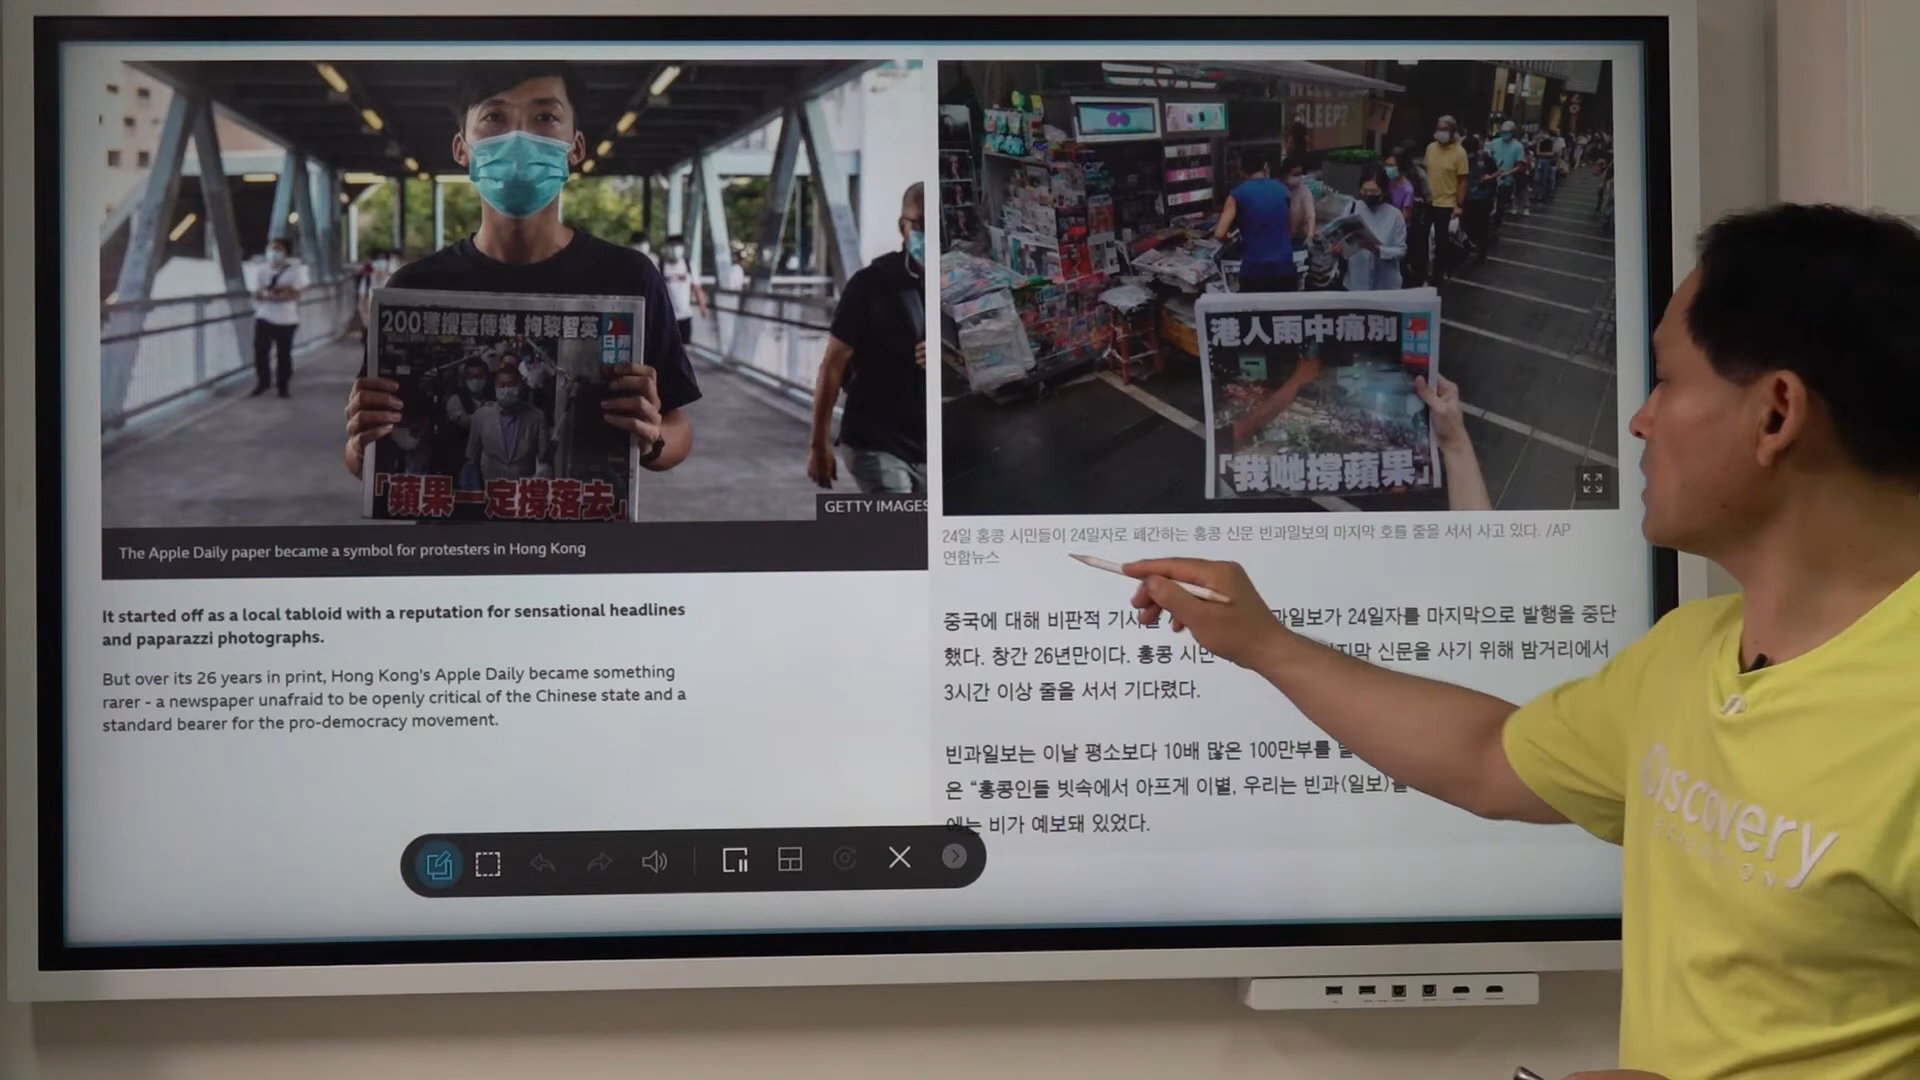 200警搜壹傳媒 拘黎智英
蘋果
日報
「蘋果一定撐落去」
GETTY IMAGES
The Apple Daily paper became a symbol for protesters in Hong Kong
It started off as a local tabloid with a reputation for sensational headlines
and paparazzi photographs.
But over its 26 years in print, Hong Kong's Apple Daily became something
rarer - a newspaper unafraid to be openly critical of the Chinese state and a
standard bearer for the pro-democracy movement.
SLEEP?
港人雨中痛別
「我哋撐蘋果」
24일 홍콩 시민들이 24일자로 폐간하는 홍콩 신문 빈과일보의 마지막 호를 줄을 서서 사고 있다. /AP
연합뉴스
중국에 대해 비판적 기사를 과일보가 24일자를 마지막으로 발행을 중단
했다. 창간 26년만이다. 홍콩 시민 신문을 사기 위해 밤거리에서
3시간 이상 줄을 서서 기다렸다.
빈과일보는 이날 평소보다 10배 많은 100만부를
은 “홍콩인들 빗속에서 아프게 이별, 우리는 빈과(일보)를
에는 비가 예보돼 있었다.
Discovery
EXPEDITION